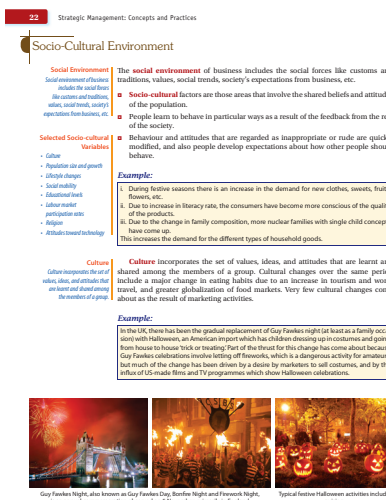 22
Strategic Management: Concepts and Practices
Socio-Cultural Environment
Social Environment
Social environment of business
includes the social forces
like customs and traditions,
values, social trends, society's
expectations from business, etc.
The social environment of business includes the social forces like customs an
traditions, values, social trends, society's expectations from business, etc.
Socio-cultural factors are those areas that involve the shared beliefs and attitud
of the population.
People learn to behave in particular ways as a result of the feedback from the re
of the society.
Selected Socio-cultural
Variables
• Culture
• Population size and growth
• Lifestyle changes
• Social mobility
• Educational levels
• Labour market
participation rates
• Religion
• Attitudes toward technology
Behaviour and attitudes that are regarded as inappropriate or rude are quick
modified, and also people develop expectations about how other people shou
behave.
Example:
i. During festive seasons there is an increase in the demand for new clothes, sweets, fruit
flowers, etc.
ii. Due to increase in literacy rate, the consumers have become more conscious of the quali
of the products.
iii. Due to the change in family composition, more nuclear families with single child concep
have come up.
This increases the demand for the different types of household goods.
Culture
Culture incorporates the set of
values, ideas, and attitudes that
are learnt and shared among
the members of a group.
Culture incorporates the set of values, ideas, and attitudes that are learnt an
shared among the members of a group. Cultural changes over the same perio
include a major change in eating habits due to an increase in tourism and wor
travel, and greater globalization of food markets. Very few cultural changes con
about as the result of marketing activities.
Example:
In the UK, there has been the gradual replacement of Guy Fawkes night (at least as a family occa
sion) with Halloween, an American import which has children dressing up in costumes and goin
from house to house 'trick or treating.' Part of the thrust for this change has come about becaus
Guy Fawkes celebrations involve letting off fireworks, which is a dangerous activity for amateur
but much of the change has been driven by a desire by marketers to sell costumes, and by th
influx of US-made films and TV programmes which show Halloween celebrations.
Guy Fawkes Night, also known as Guy Fawkes Day, Bonfire Night and Firework Night,
Typical festive Halloween activities includ